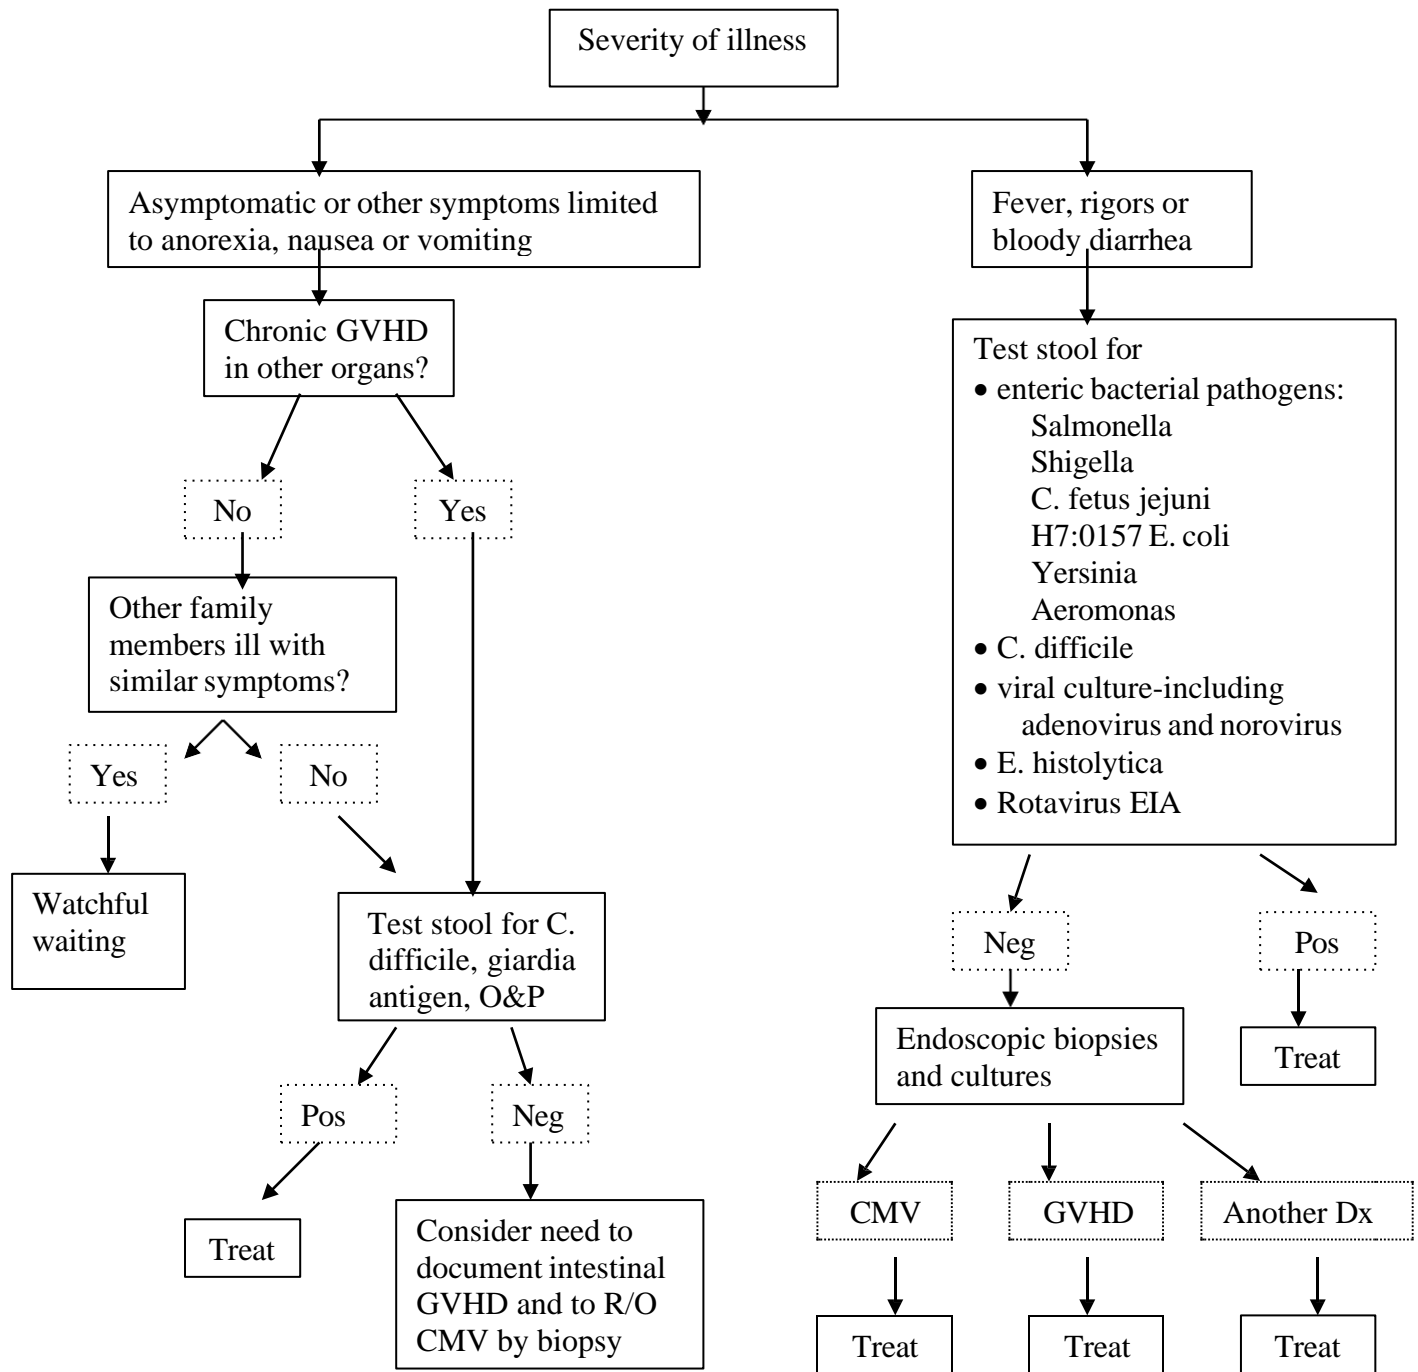 Severity of illness
Asymptomatic or other symptoms limited
to anorexia, nausea or vomiting
Fever, rigors or
bloody diarrhea
Chronic GVHD
in other organs?
No
Yes
Other family
members ill with
similar symptoms?
Yes
No
Watchful
waiting
Test stool for C.
difficile, giardia
antigen, O&P
Pos
Neg
Treat
Consider need to
document intestinal
GVHD and to R/O
CMV by biopsy
Test stool for
• enteric bacterial pathogens:
Salmonella
Shigella
C. fetus jejuni
H7:0157 E. coli
Yersinia
Aeromonas
• C. difficile
• viral culture-including
adenovirus and norovirus
• E. histolytica
• Rotavirus EIA
Neg
Pos
Endoscopic biopsies
and cultures
Treat
CMV
GVHD
Another Dx
Treat
Treat
Treat